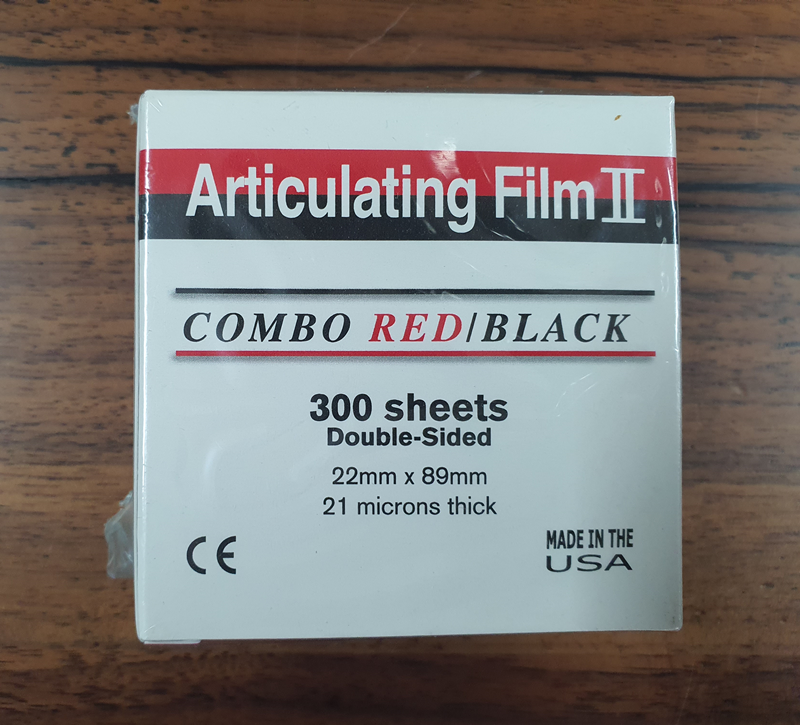 Articulating Film II
COMBO RED/BLACK
300 sheets
Double-Sided
22mm x 89mm
21 microns thick
CE
MADE IN THE
USA